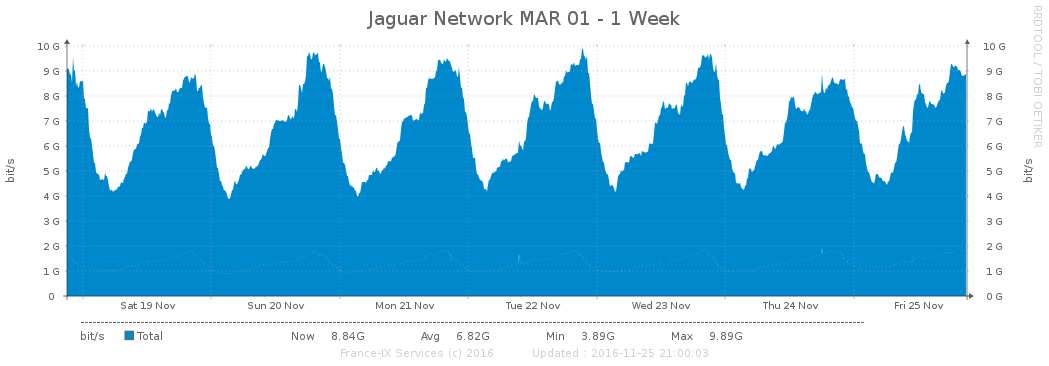 Jaguar Network MAR 01 - 1 Week
RRDTOOL / TOBI OETIKER
10 G 10 G
9 G 9 G
8 G 8 G
7 G 7 G
6 G 6 G
5 G 5 G
4 G 4 G
3 G 3 G
2 G 2 G
1 G 1 G
0 0 G
bit/s
bit/s
Sat 19 Nov Sun 20 Nov Mon 21 Nov Tue 22 Nov Wed 23 Nov Thu 24 Nov Fri 25 Nov
bit/s Total Now 8.84G Avg 6.82G Min 3.89G Max 9.89G
France-IX Services (c) 2016 Updated : 2016-11-25 21:00:03